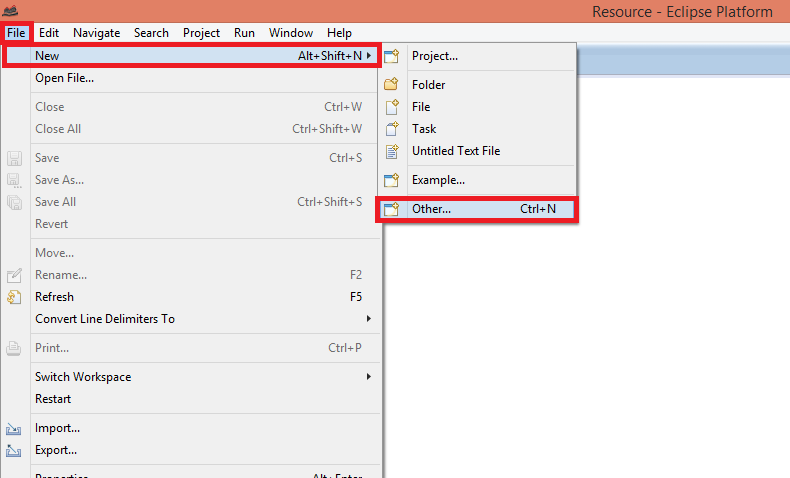 Resource - Eclipse Platform
File Edit Navigate Search Project Run Window Help
New Alt+Shift+N
Open File...
Close Ctrl+W
Close All Ctrl+Shift+W
Save Ctrl+S
Save As...
Save All Ctrl+Shift+S
Revert
Move...
Rename... F2
Refresh F5
Convert Line Delimiters To
Print... Ctrl+P
Switch Workspace
Restart
Import...
Export...
Properties Alt+Enter
Project...
Folder
File
Task
Untitled Text File
Example...
Other... Ctrl+N